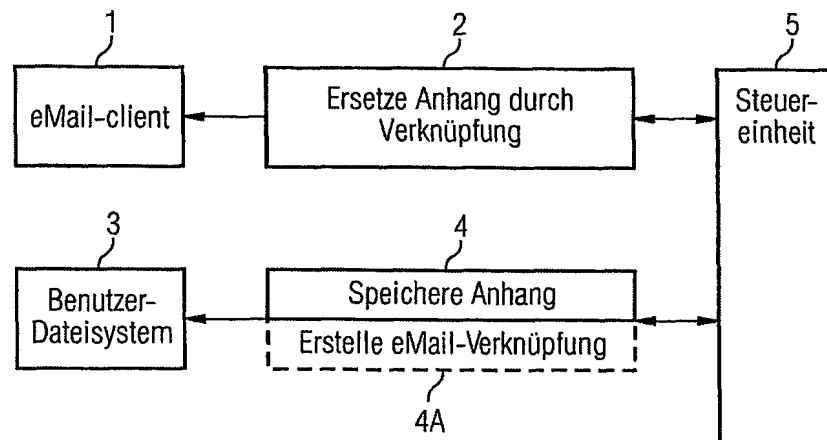 1
2
5
eMail-client
Ersetze Anhang durch
Verknüpfung
Steuer-
einheit
3
4
Benutzer-
Dateisystem
Speichere Anhang
Erstelle eMail-Verknüpfung
4A